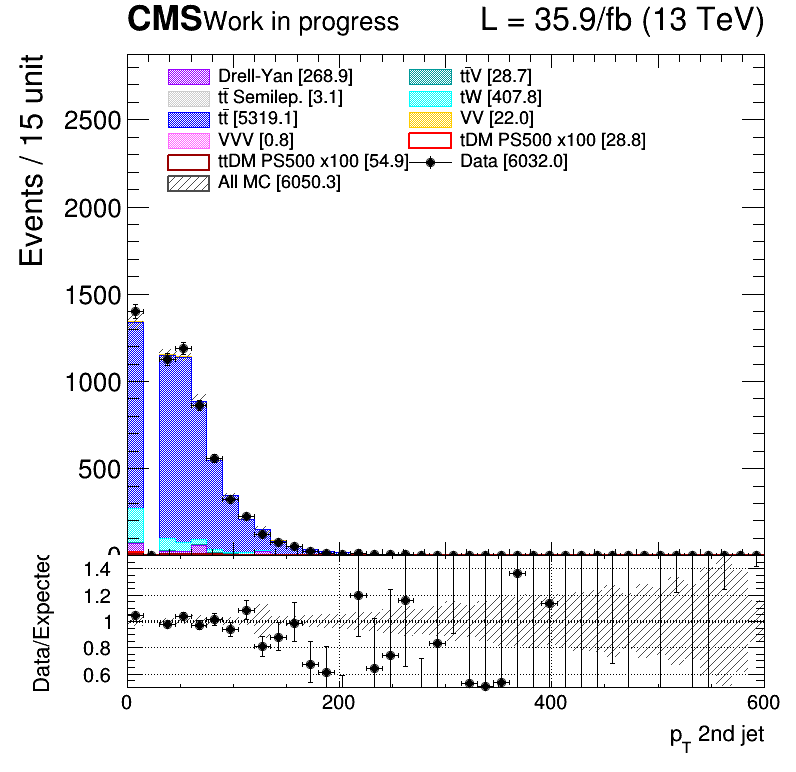 CMS Work in progress L = 35.9/fb (13 TeV)
Events / 15 unit
Drell-Yan [268.9] tt̄V [28.7]
tt̄ Semilep. [3.1] tW [407.8]
tt̄ [5319.1] VV [22.0]
VVV [0.8] tDM PS500 x100 [28.8]
ttDM PS500 x100 [54.9] Data [6032.0]
All MC [6050.3]
2500
2000
1500
1000
500
0
Data/Expected
1.4
1.2
1
0.8
0.6
0 200 400 600
p_T 2nd jet